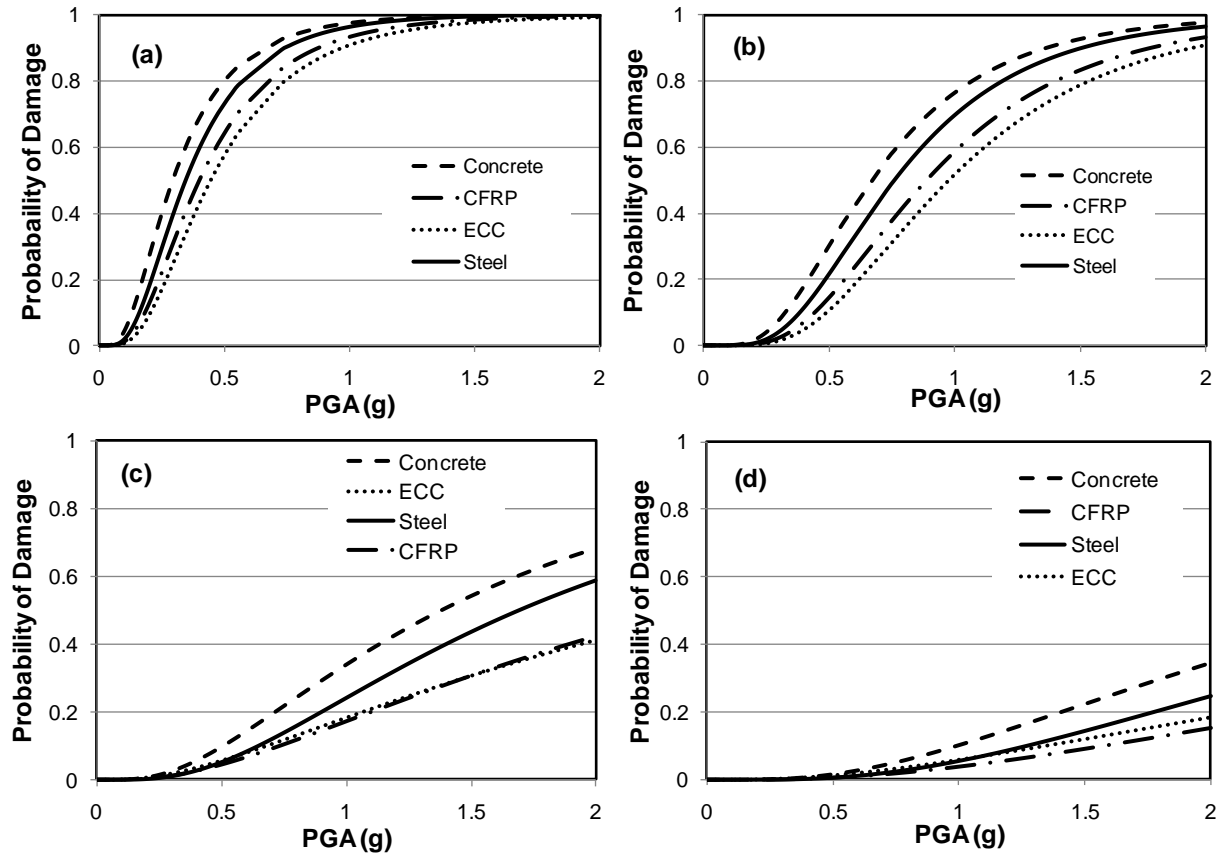 (a)
Probabaility of Damage
1
0.8
0.6
0.4
0.2
0
Concrete
CFRP
ECC
Steel
0 0.5 1 1.5 2
PGA (g)
(b)
Probability of Damage
1
0.8
0.6
0.4
0.2
0
Concrete
CFRP
ECC
Steel
0 0.5 1 1.5 2
PGA (g)
(c)
Probability of Damage
1
0.8
0.6
0.4
0.2
0
Concrete
ECC
Steel
CFRP
0 0.5 1 1.5 2
PGA (g)
(d)
Probability of Damage
1
0.8
0.6
0.4
0.2
0
Concrete
CFRP
Steel
ECC
0 0.5 1 1.5 2
PGA (g)